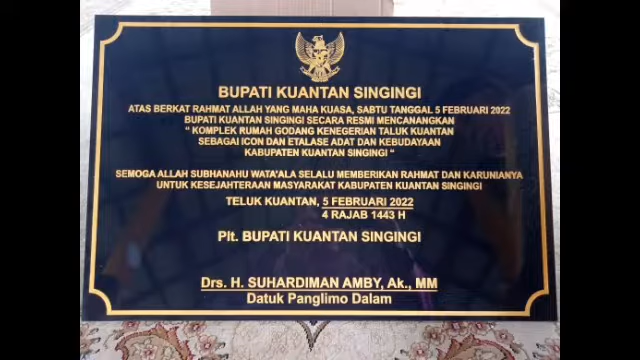 BUPATI KUANTAN SINGINGI
ATAS BERKAT RAHMAT ALLAH YANG MAHA KUASA, SABTU TANGGAL 5 FEBRUARI 2022
BUPATI KUANTAN SINGINGI SECARA RESMI MENCANANGKAN
“ KOMPLEK RUMAH GODANG KENEGERIAN TALUK KUANTAN
SEBAGAI ICON DAN ETALASE ADAT DAN KEBUDAYAAN
KABUPATEN KUANTAN SINGINGI “
SEMOGA ALLAH SUBHANAHU WATA'ALA SELALU MEMBERIKAN RAHMAT DAN KARUNIANYA
UNTUK KESEJAHTERAAN MASYARAKAT KABUPATEN KUANTAN SINGINGI
TELUK KUANTAN, 5 FEBRUARI 2022
4 RAJAB 1443 H
Plt. BUPATI KUANTAN SINGINGI
Drs. H. SUHARDIMAN AMBY, Ak., MM
Datuk Panglimo Dalam